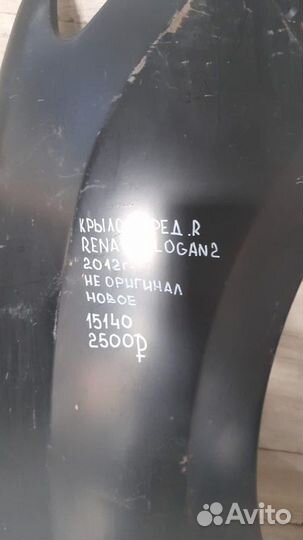 КРЫЛО ПЕРЕД.R
RENAULT LOGAN2
2012г.
НЕ ОРИГИНАЛ
НОВОЕ
15140
2500₽
Avito